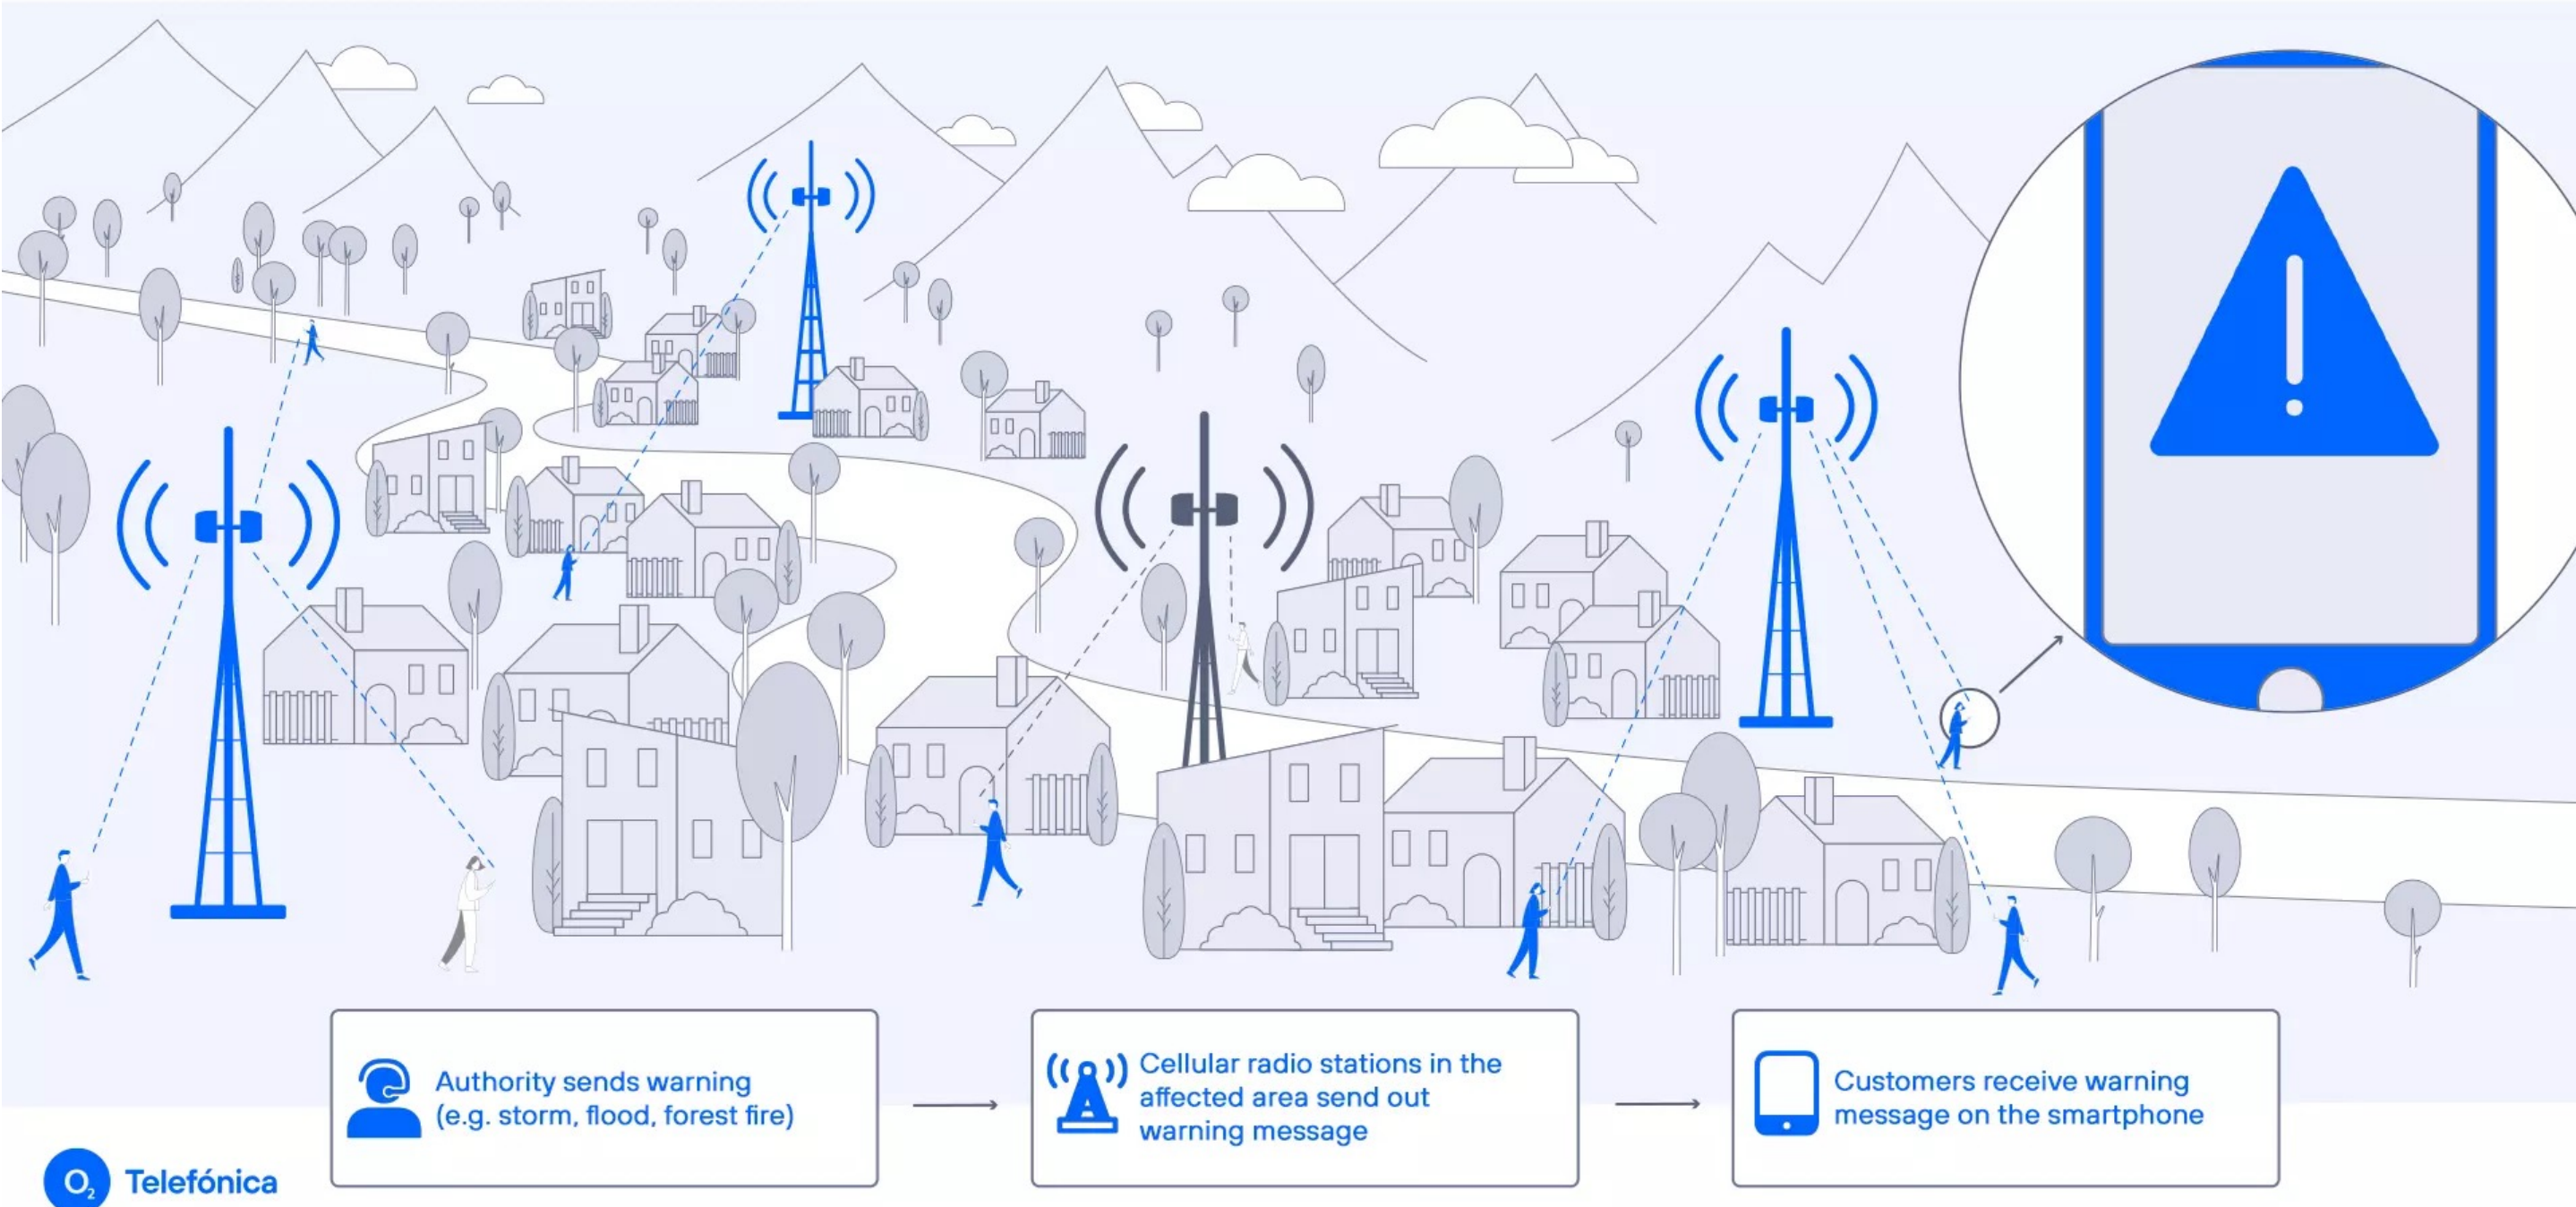 Authority sends warning
(e.g. storm, flood, forest fire)
Cellular radio stations in the
affected area send out
warning message
Customers receive warning
message on the smartphone
O₂ Telefónica